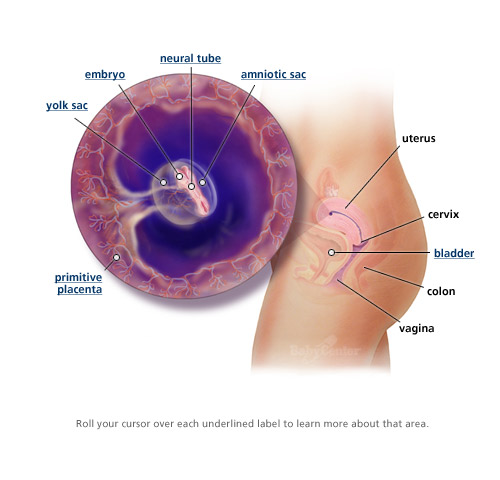 neural tube
embryo
amniotic sac
yolk sac
uterus
cervix
bladder
primitive
placenta
colon
vagina
BabyCenter
Roll your cursor over each underlined label to learn more about that area.